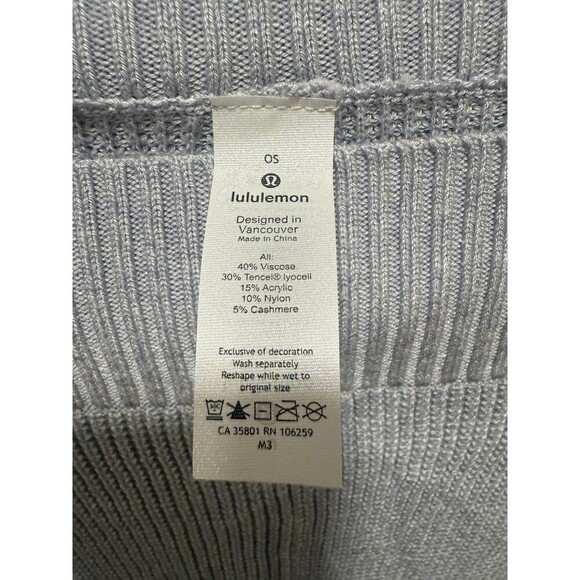 OS
lululemon
Designed in
Vancouver
Made in China
All:
40% Viscose
30% Tencel® lyocell
15% Acrylic
10% Nylon
5% Cashmere
Exclusive of decoration
Wash separately
Reshape while wet to
original size
CA 35801 RN 106259
M3